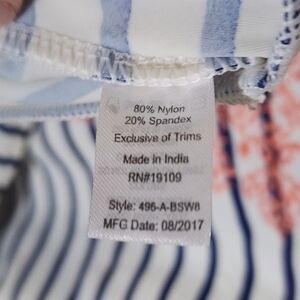 80% Nylon
20% Spandex
Exclusive of Trims
Made in India
RN#19109
Style: 496-A-BSW8
MFG Date: 08/2017